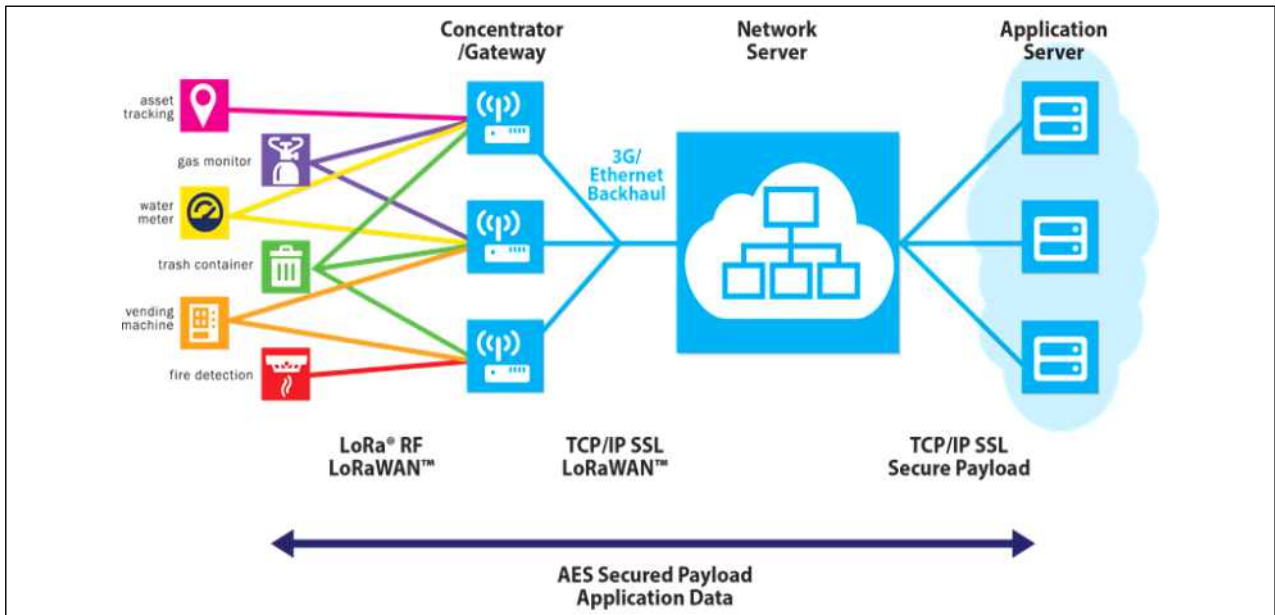 Concentrator
/Gateway
Network
Server
Application
Server
asset
tracking
gas monitor
water
meter
trash container
vending
machine
fire detection
3G/
Ethernet
Backhaul
LoRa® RF
LoRaWAN™
TCP/IP SSL
LoRaWAN™
TCP/IP SSL
Secure Payload
AES Secured Payload
Application Data